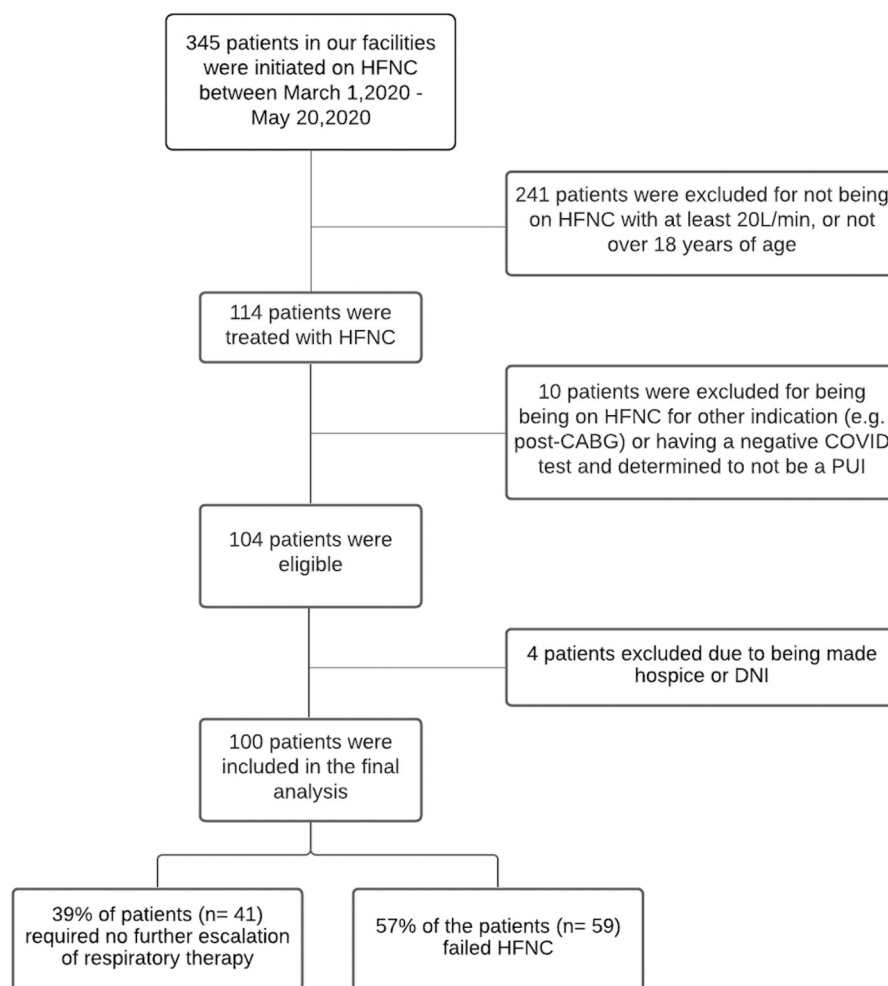 345 patients in our facilities
were initiated on HFNC
between March 1,2020 -
May 20,2020
241 patients were excluded for not being
on HFNC with at least 20L/min, or not
over 18 years of age
114 patients were
treated with HFNC
10 patients were excluded for being
being on HFNC for other indication (e.g.
post-CABG) or having a negative COVID
test and determined to not be a PUI
104 patients were
eligible
4 patients excluded due to being made
hospice or DNI
100 patients were
included in the final
analysis
39% of patients (n= 41)
required no further escalation
of respiratory therapy
57% of the patients (n= 59)
failed HFNC